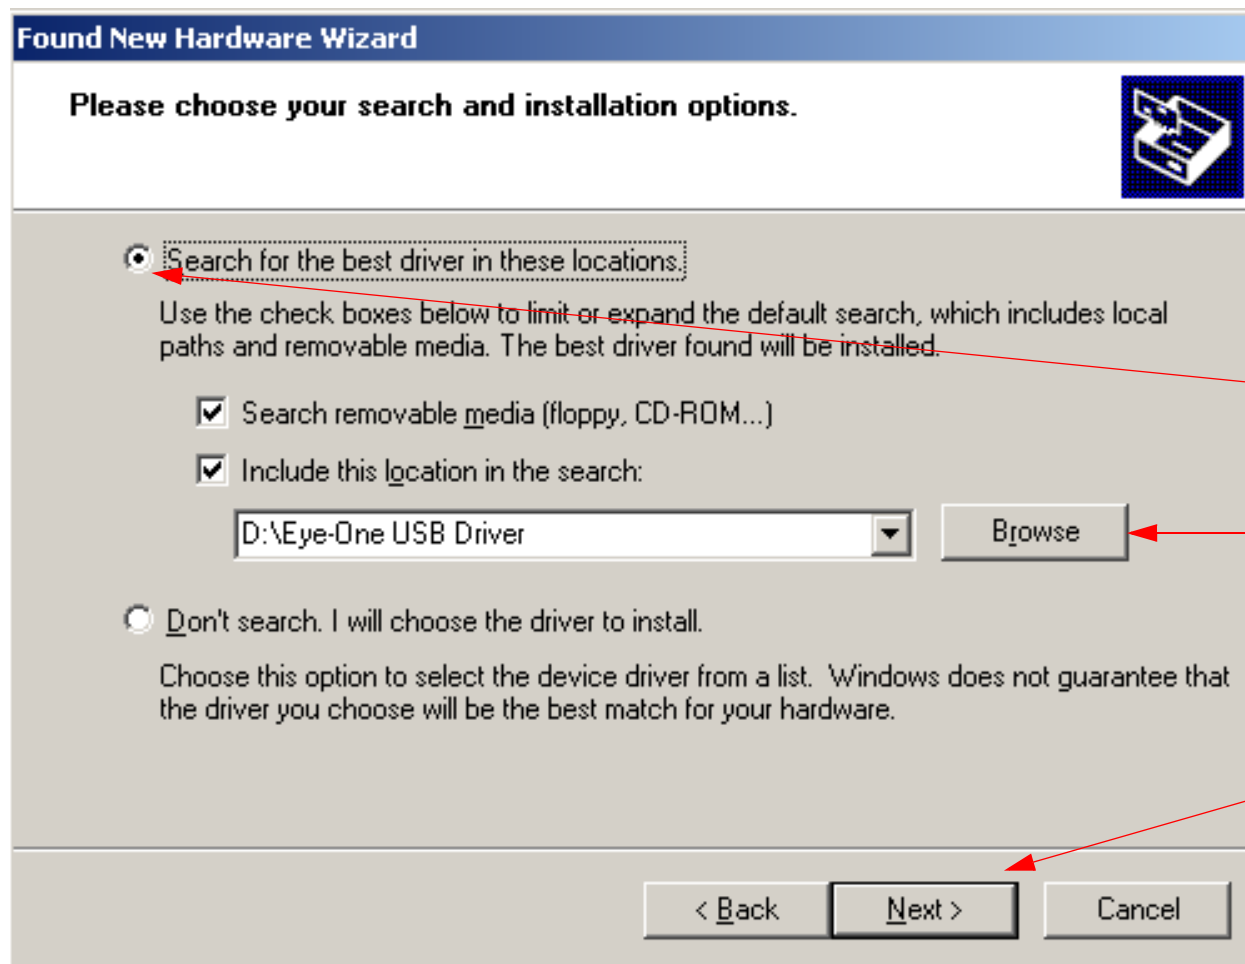 Found New Hardware Wizard
Please choose your search and installation options.
Search for the best driver in these locations.
Use the check boxes below to limit or expand the default search, which includes local
paths and removable media. The best driver found will be installed.
Search removable media (floppy, CD-ROM...)
Include this location in the search:
D:\Eye-One USB Driver
Browse
Don't search. I will choose the driver to install.
Choose this option to select the device driver from a list.  Windows does not guarantee that
the driver you choose will be the best match for your hardware.
< Back
Next >
Cancel